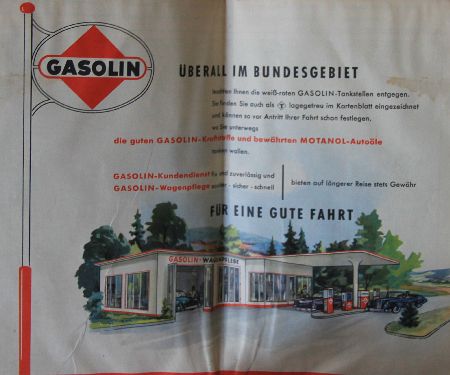 GASOLIN
ÜBERALL IM BUNDESGEBIET
leuchten Ihnen die weiß-roten GASOLIN-Tankstellen entgegen.
Sie finden Sie auch als lagegetreu im Kartenblatt eingezeichnet
und können so vor Antritt Ihrer Fahrt schon festlegen,
wo Sie unterwegs
die guten GASOLIN-Kraftstoffe und bewährten MOTANOL-Autoöle
tanken wollen.
GASOLIN-Kundendienst zuverlässig und
GASOLIN-Wagenpflege sauber - sicher - schnell
bieten auf längerer Reise stets Gewähr
FÜR EINE GUTE FAHRT
GASOLIN-WAGENPFLEGE